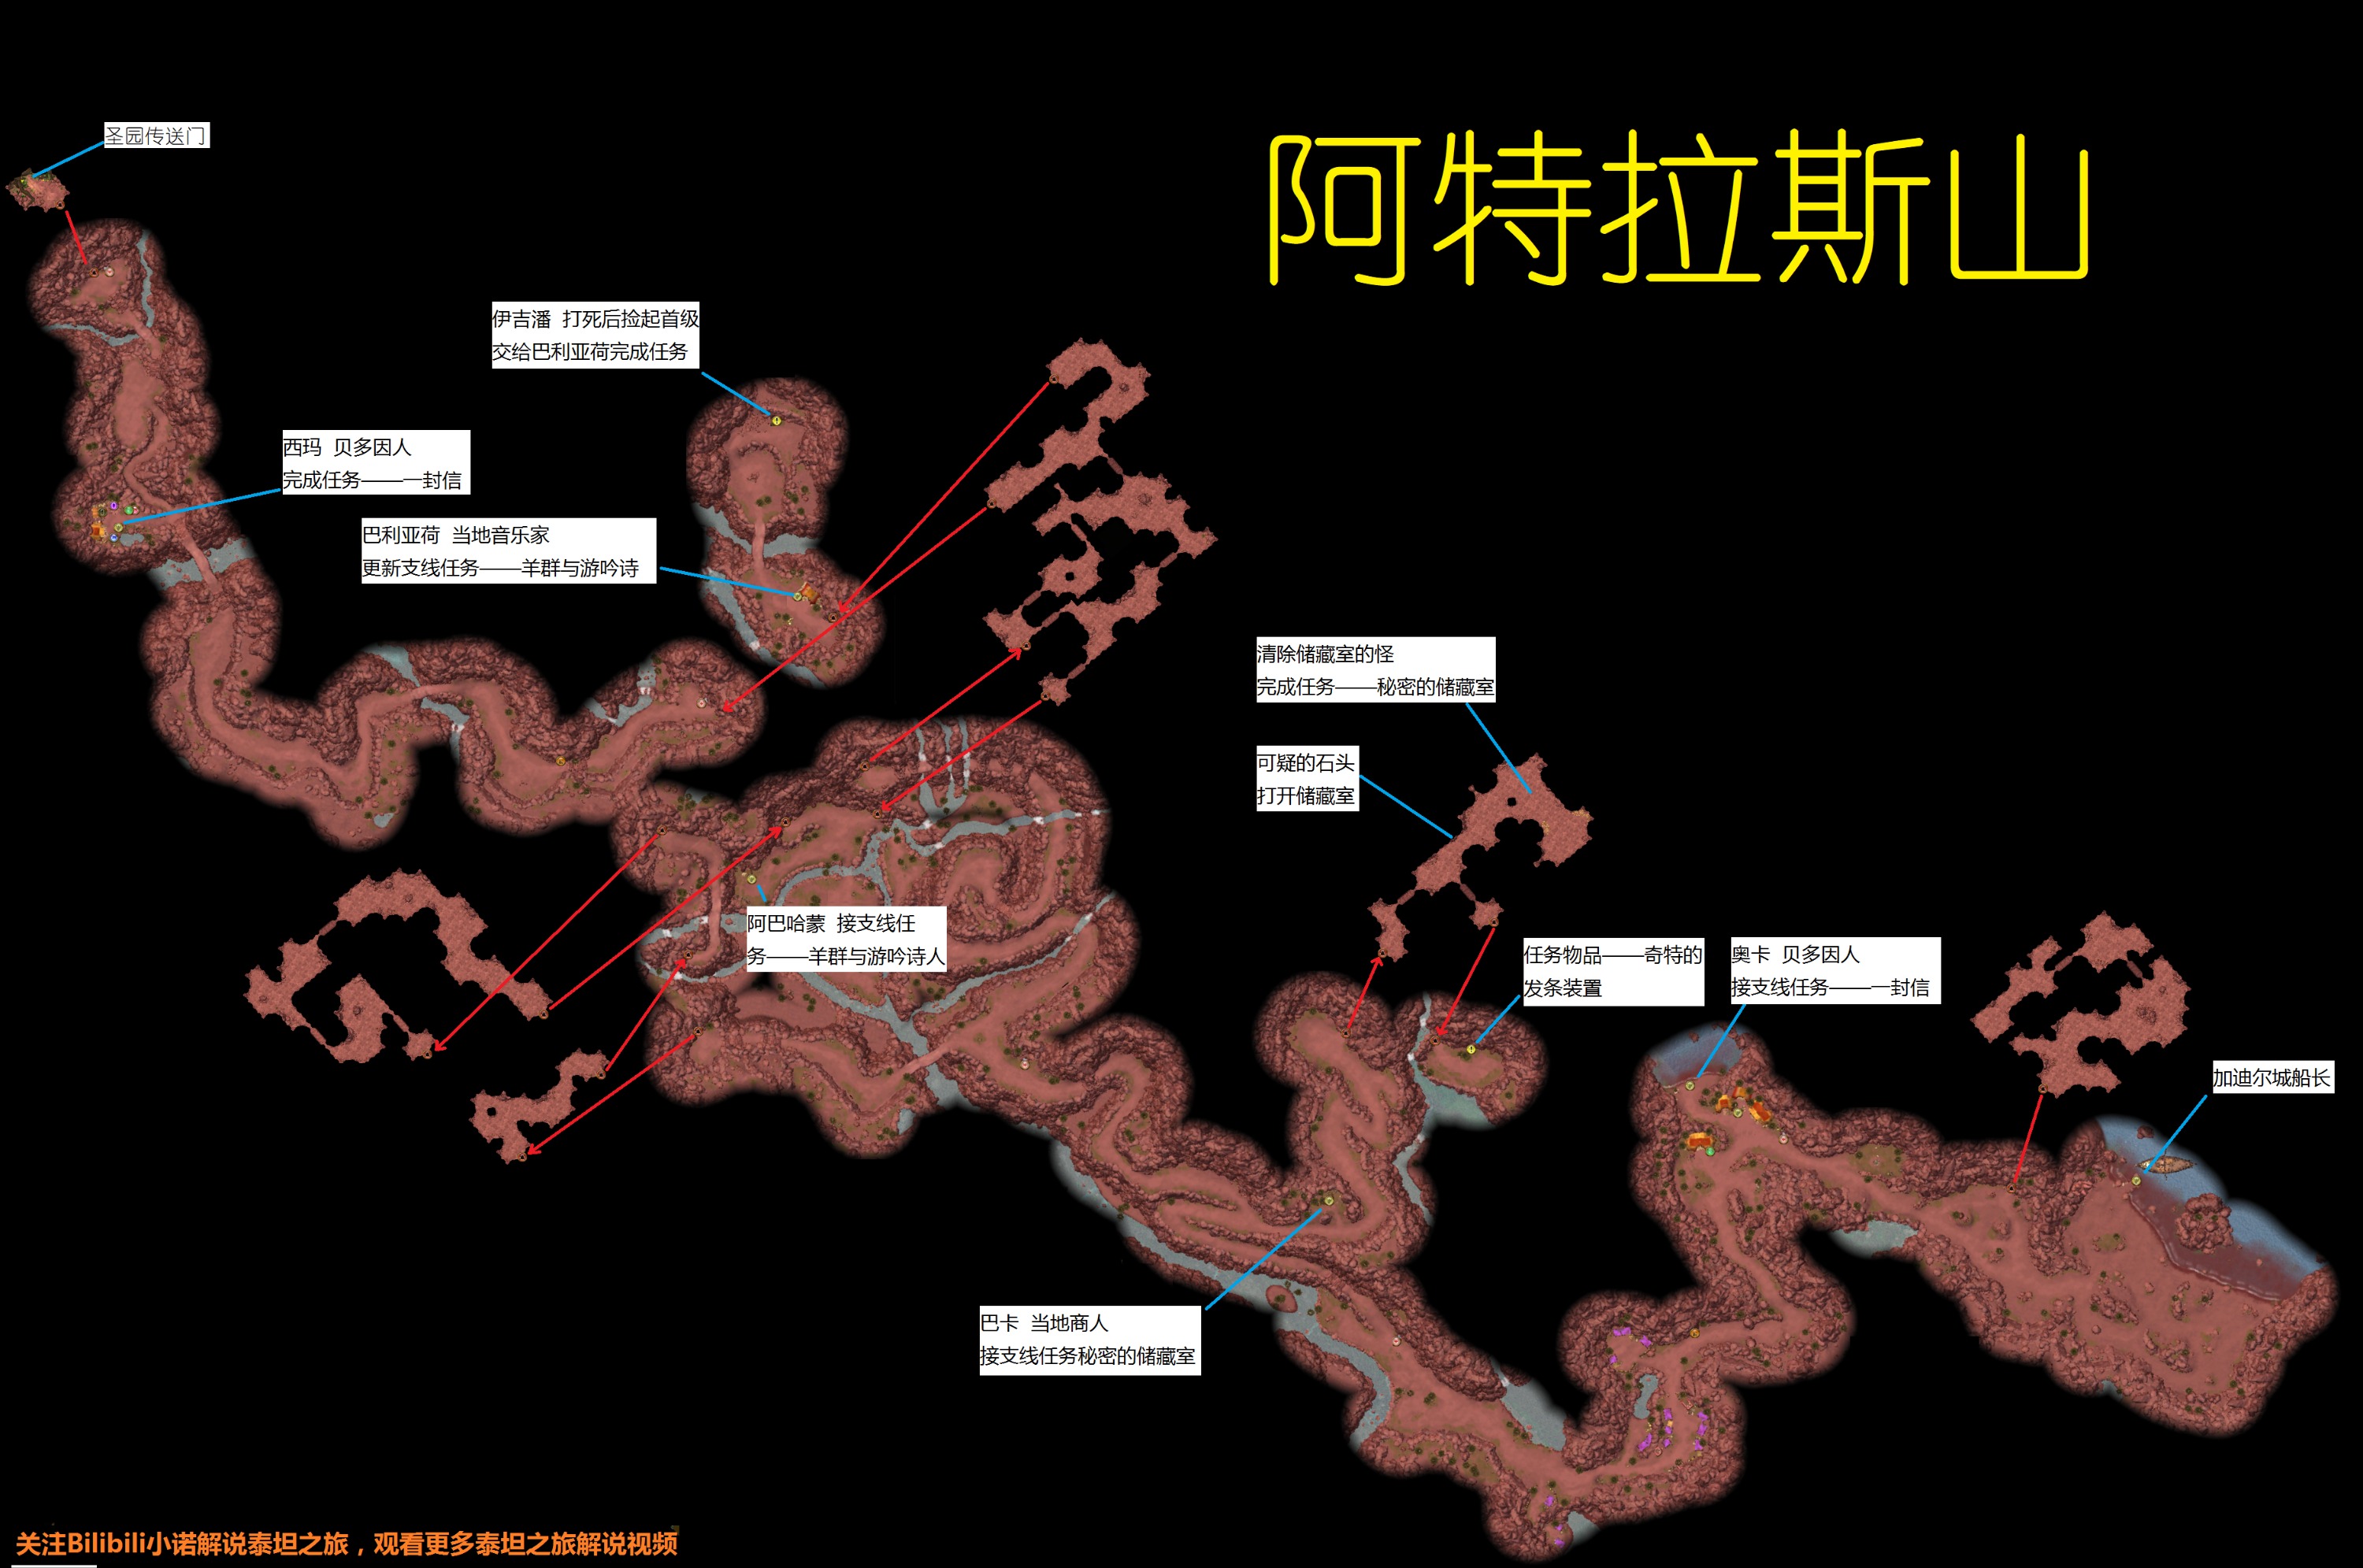 阿特拉斯山
圣园传送门
伊吉潘 打死后捡起首级
交给巴利亚荷完成任务
西玛 贝多因人
完成任务——一封信
巴利亚荷 当地音乐家
更新支线任务——羊群与游吟诗
清除储藏室的怪
完成任务——秘密的储藏室
可疑的石头
打开储藏室
阿巴哈蒙 接支线任
务——羊群与游吟诗人
任务物品——奇特的
发条装置
奥卡 贝多因人
接支线任务——一封信
加迪尔城船长
巴卡 当地商人
接支线任务秘密的储藏室
关注Bilibili小诺解说泰坦之旅，观看更多泰坦之旅解说视频